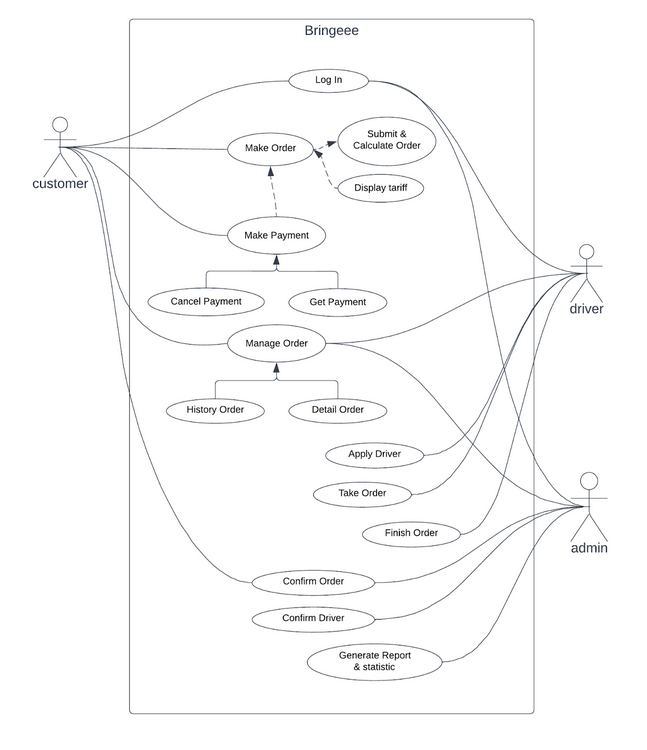 Bringeee
Log In
Submit &
Calculate Order
Make Order
Display tariff
customer
Make Payment
Cancel Payment
Get Payment
driver
Manage Order
History Order
Detail Order
Apply Driver
Take Order
Finish Order
admin
Confirm Order
Confirm Driver
Generate Report
& statistic